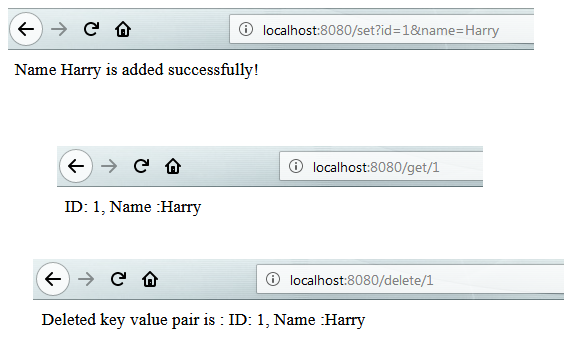 localhost:8080/set?id=1&name=Harry
Name Harry is added successfully!
localhost:8080/get/1
ID: 1, Name :Harry
localhost:8080/delete/1
Deleted key value pair is : ID: 1, Name :Harry